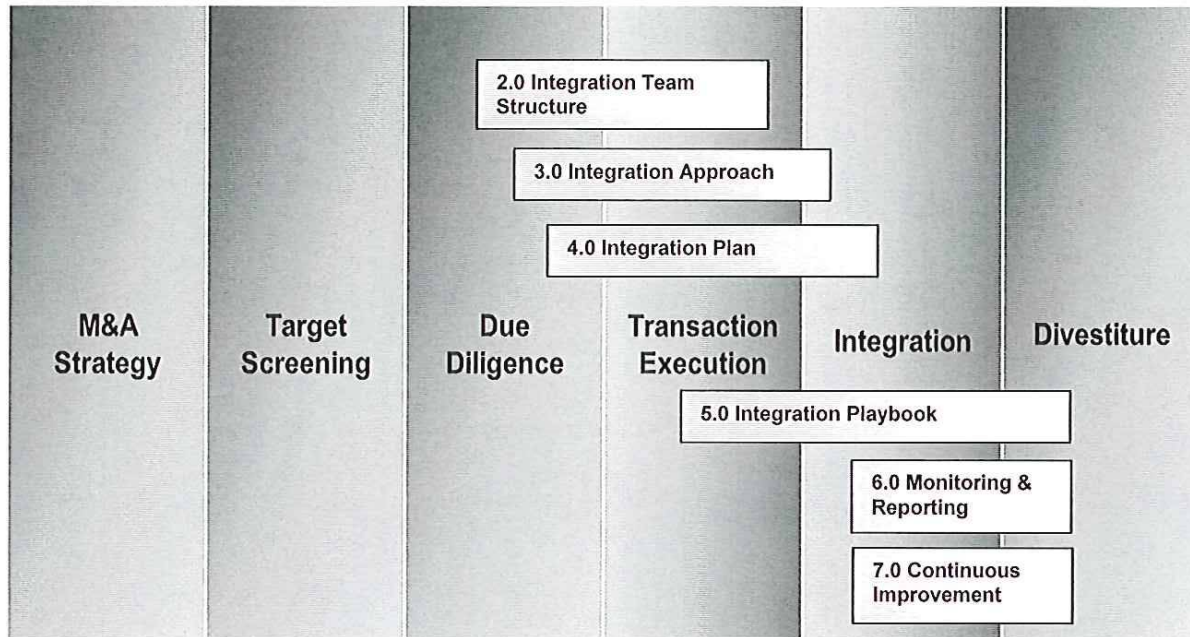 2.0 Integration Team
Structure
3.0 Integration Approach
4.0 Integration Plan
M&A
Strategy
Target
Screening
Due
Diligence
Transaction
Execution
Integration
Divestiture
5.0 Integration Playbook
6.0 Monitoring &
Reporting
7.0 Continuous
Improvement